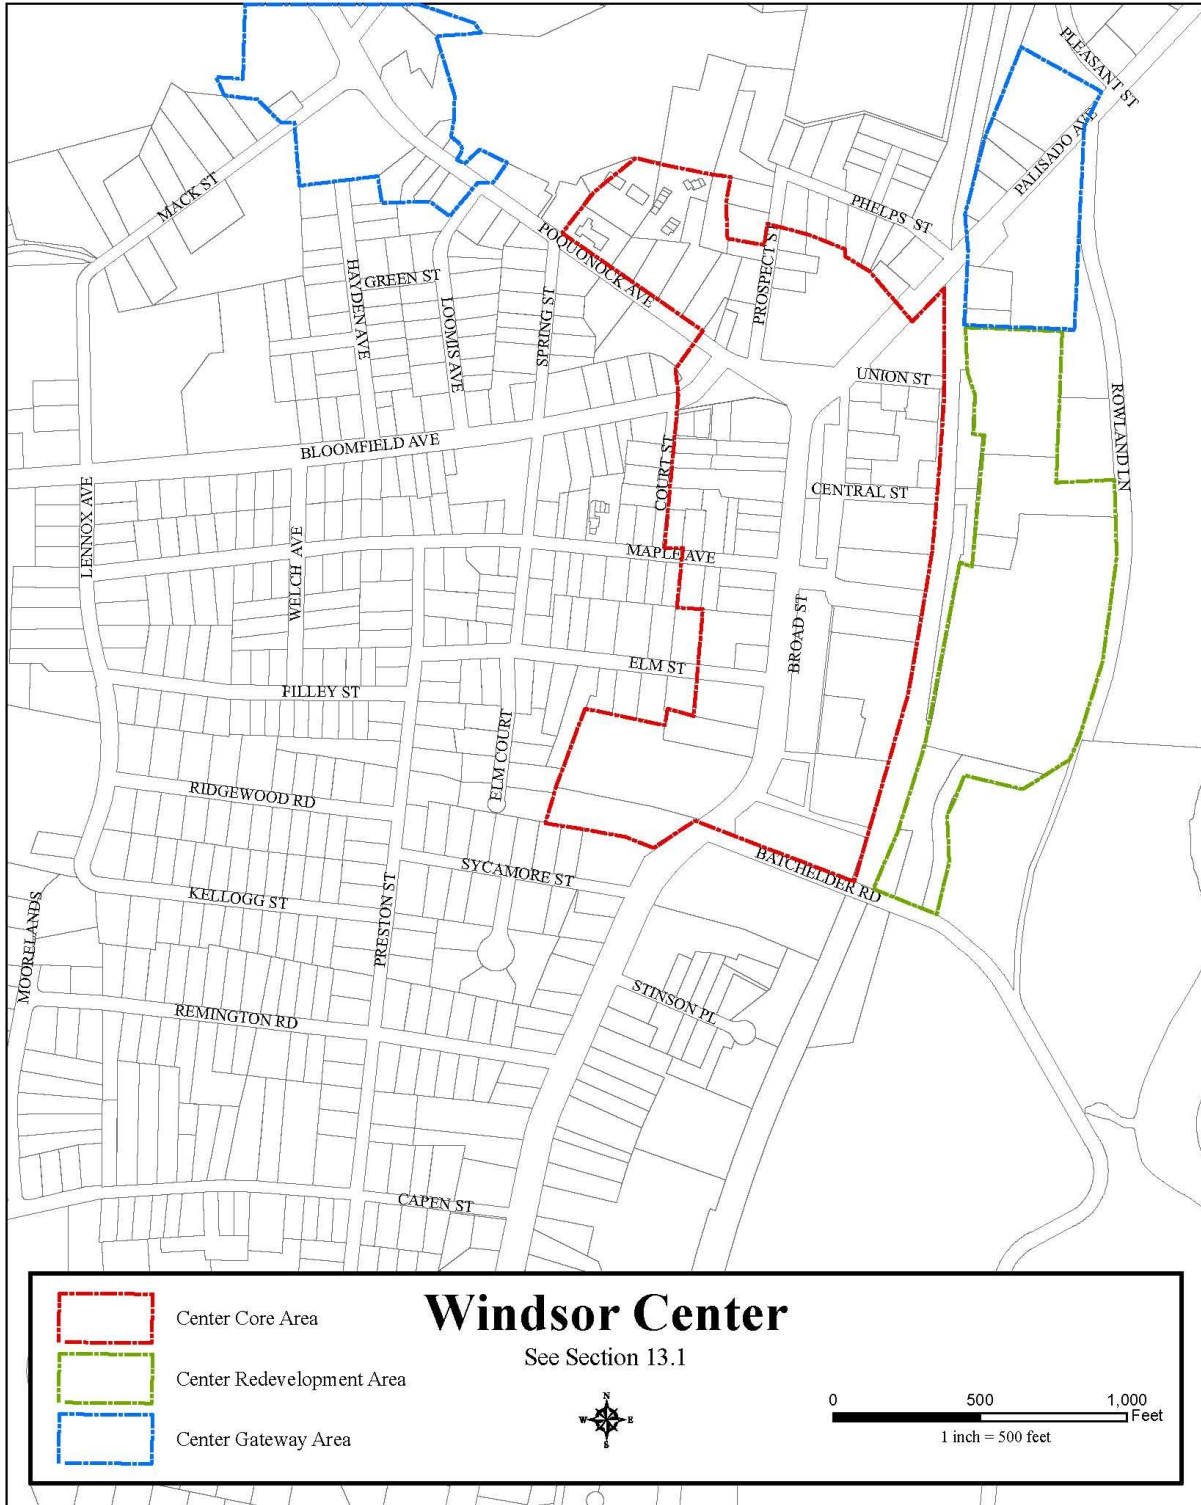 PLEASANT ST
PALISADO AVE
MACK ST
PHELPS ST
POQUONOCK AVE
PROSPECT ST
HAYDEN AVE
GREEN ST
LOOMIS AVE
SPRING ST
UNION ST
ROWLAND LN
BLOOMFIELD AVE
COURT ST
CENTRAL ST
LENNOX AVE
WELCH AVE
MAPLE AVE
BROAD ST
ELM ST
FILLEY ST
ELM COURT
RIDGEWOOD RD
SYCAMORE ST
BATCHELDER RD
KELLOGG ST
PRESTON ST
MOORELANDS
STINSON PL
REMINGTON RD
CAPEN ST
Windsor Center
See Section 13.1
Center Core Area
Center Redevelopment Area
Center Gateway Area
N
W E
S
0 500 1,000
Feet
1 inch = 500 feet